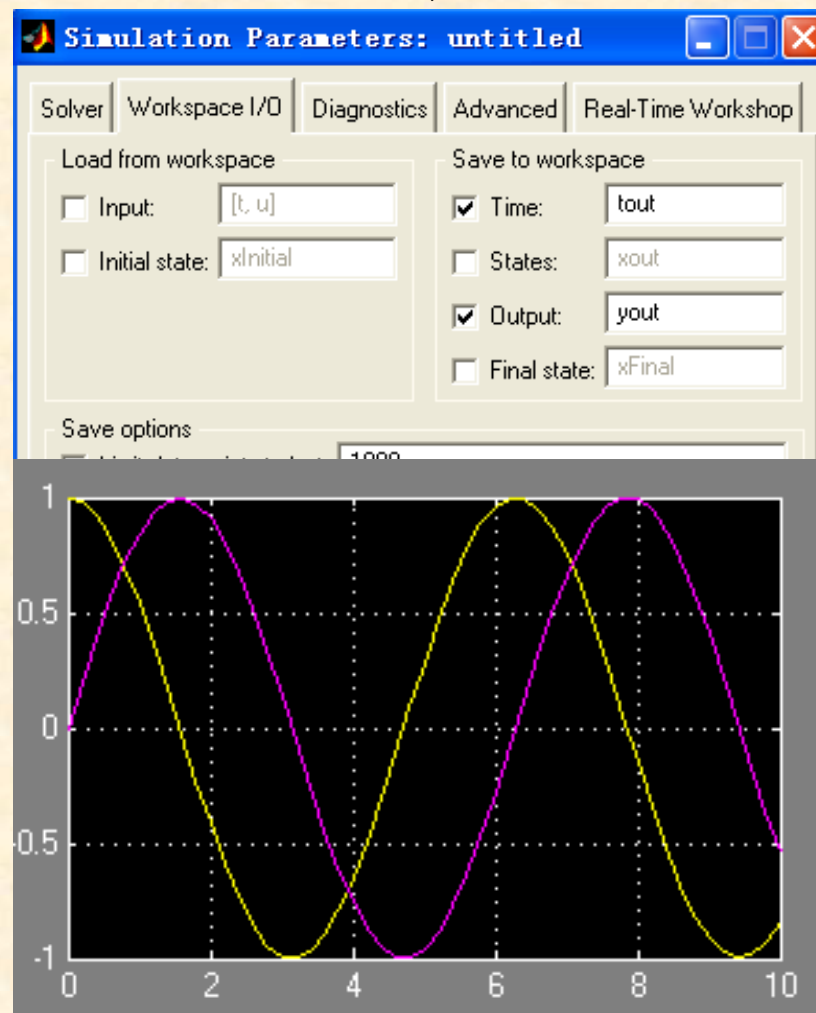 Simulation Parameters: untitled
Solver Workspace I/O Diagnostics Advanced Real-Time Workshop
Load from workspace
Input: [t, u]
Initial state: xInitial
Save to workspace
Time: tout
States: xout
Output: yout
Final state: xFinal
Save options
1
0.5
0
-0.5
-1
0 2 4 6 8 10